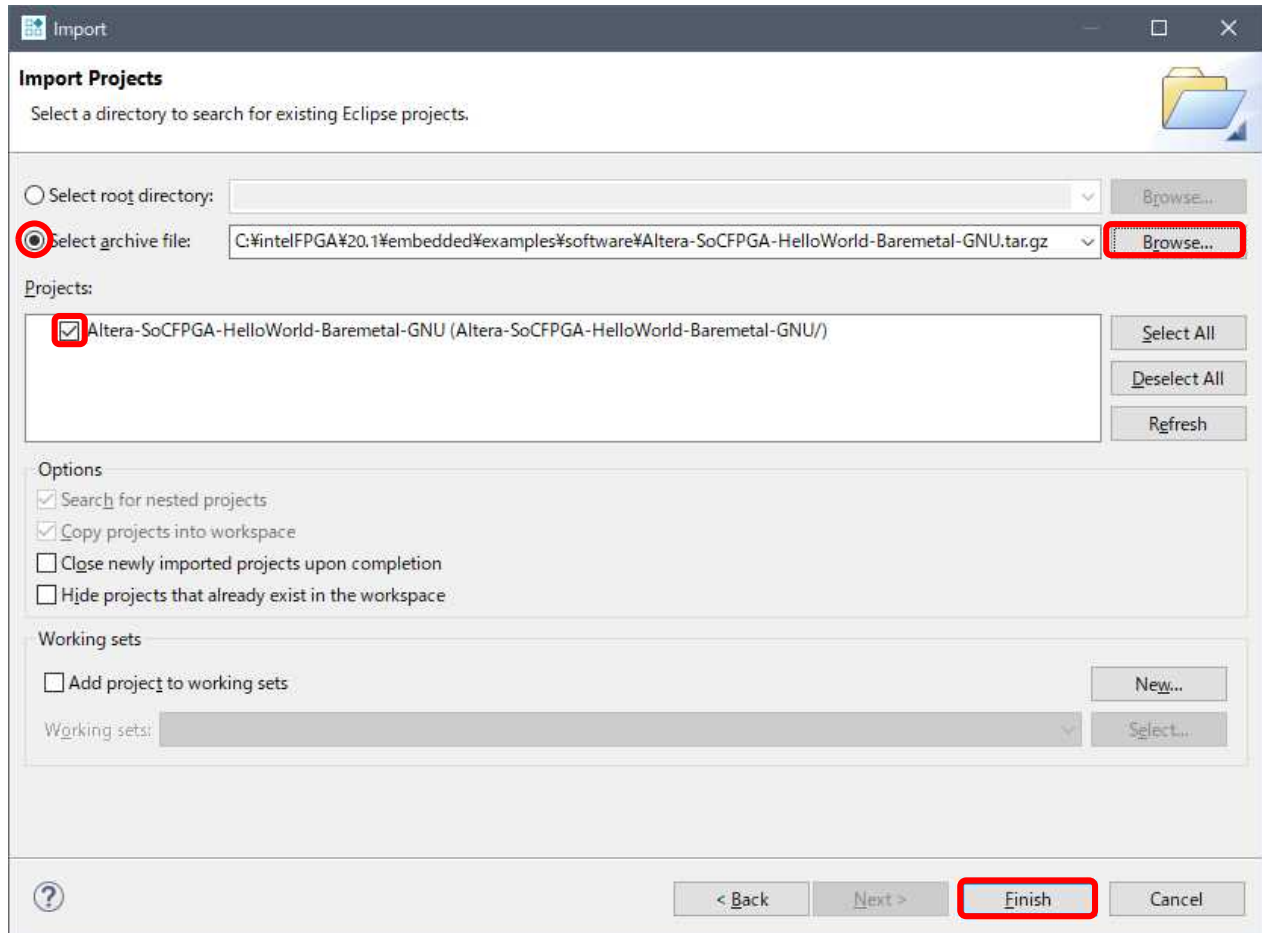 Import
Import Projects
Select a directory to search for existing Eclipse projects.
Select root directory:
Browse...
Select archive file:
C:¥intelFPGA¥20.1¥embedded¥examples¥software¥Altera-SoCFPGA-HelloWorld-Baremetal-GNU.tar.gz
Browse...
Projects:
Altera-SoCFPGA-HelloWorld-Baremetal-GNU (Altera-SoCFPGA-HelloWorld-Baremetal-GNU/)
Select All
Deselect All
Refresh
Options
Search for nested projects
Copy projects into workspace
Close newly imported projects upon completion
Hide projects that already exist in the workspace
Working sets
Add project to working sets
New...
Working sets:
Select...
?
< Back
Next >
Finish
Cancel